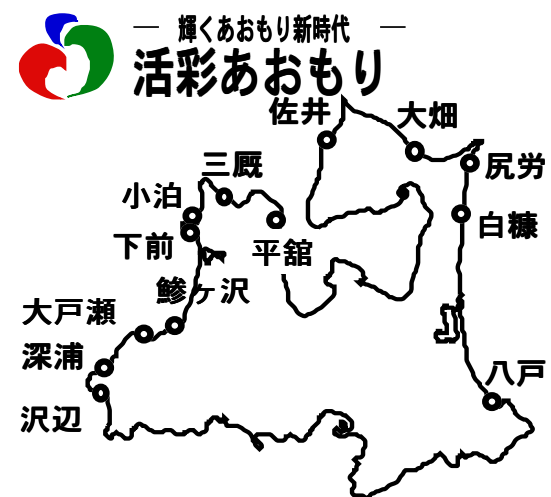 ― 輝くあおもり新時代 ―
活彩あおもり
佐井
大畑
三厩
尻労
小泊
白糠
下前
平舘
鰺ヶ沢
大戸瀬
深浦
八戸
沢辺